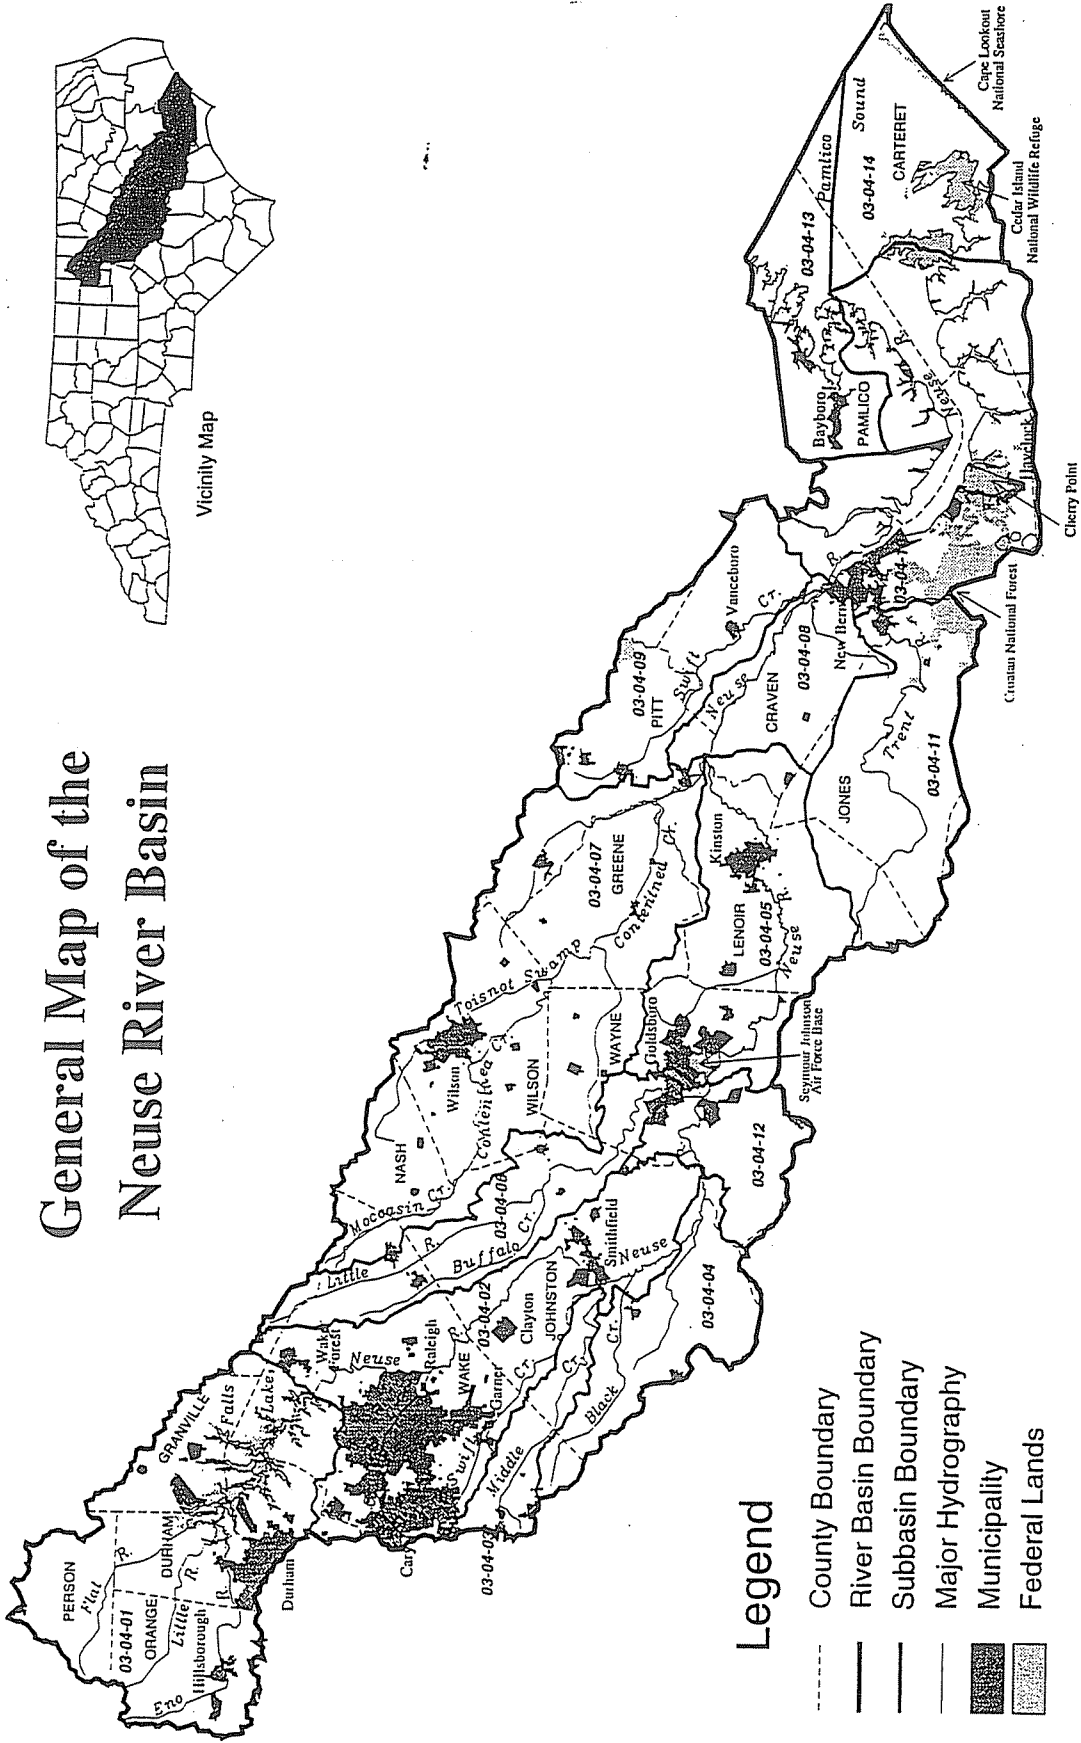 General Map of the
Neuse River Basin
Vicinity Map
PERSON
Flat
R.
03-04-01
ORANGE
DURHAM
Little
R.
Hillsborough
R.
Eno
Durham
GRANVILLE
Falls
Lake
Wake
Forest
Neuse
Raleigh
R.
WAKE
Garner
03-04-02
Clayton
JOHNSTON
Cary
Swift
Cr.
03-04-03
Middle
Cr.
Black
Cr.
03-04-04
Smithfield
Neuse
R.
Little
R.
Buffalo
Cr.
03-04-06
Mocoasin
Cr.
NASH
Contentnea
Cr.
Wilson
WILSON
Toisnot Swamp
WAYNE
Goldsboro
Seymour Johnson
Air Force Base
03-04-12
03-04-07
GREENE
Contentnea
Cr.
Kinston
LENOIR
03-04-05
Neuse
R.
JONES
Trent
R.
03-04-11
03-04-09
PITT
Swift
Cr.
Vanceboro
Neuse
R.
CRAVEN
03-04-08
New Bern
Croatan National Forest
Cherry Point
Havelock
Neuse
R.
Bayboro
PAMLICO
03-04-13
Pamlico
Sound
03-04-14
CARTERET
Cedar Island
National Wildlife Refuge
Cape Lookout
National Seashore
Legend
County Boundary
River Basin Boundary
Subbasin Boundary
Major Hydrography
Municipality
Federal Lands